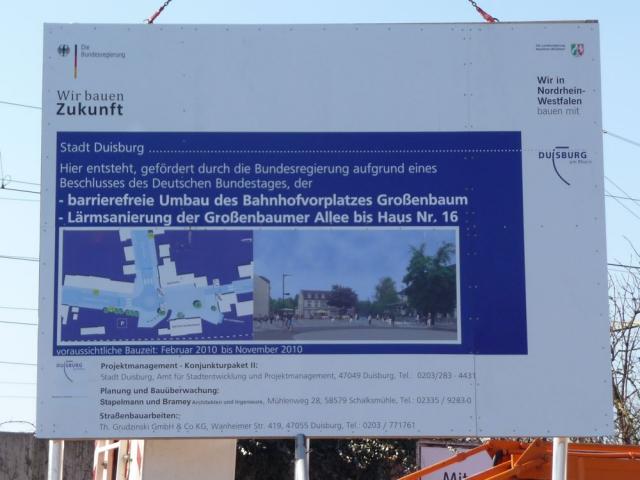 Die
Bundesregierung
Wir bauen
Zukunft
Wir in
Nordrhein-
Westfalen
bauen mit
Stadt Duisburg
DUISBURG
am Rhein
Hier entsteht, gefördert durch die Bundesregierung aufgrund eines
Beschlusses des Deutschen Bundestages, der
- barrierefreie Umbau des Bahnhofvorplatzes Großenbaum
- Lärmsanierung der Großenbaumer Allee bis Haus Nr. 16
P
voraussichtliche Bauzeit: Februar 2010 bis November 2010
DUISBURG
Projektmanagement - Konjunkturpaket II:
Stadt Duisburg, Amt für Stadtentwicklung und Projektmanagement, 47049 Duisburg, Tel.: 0203/283 - 4431
Planung und Bauüberwachung:
Stapelmann und Bramey Architekten und Ingenieure, Mühlenweg 28, 58579 Schalksmühle, Tel.: 02335 / 9283-0
Straßenbauarbeiten:
Th. Grudzinski GmbH & Co KG, Wanheimer Str. 419, 47055 Duisburg, Tel.: 0203 / 771761
Mit